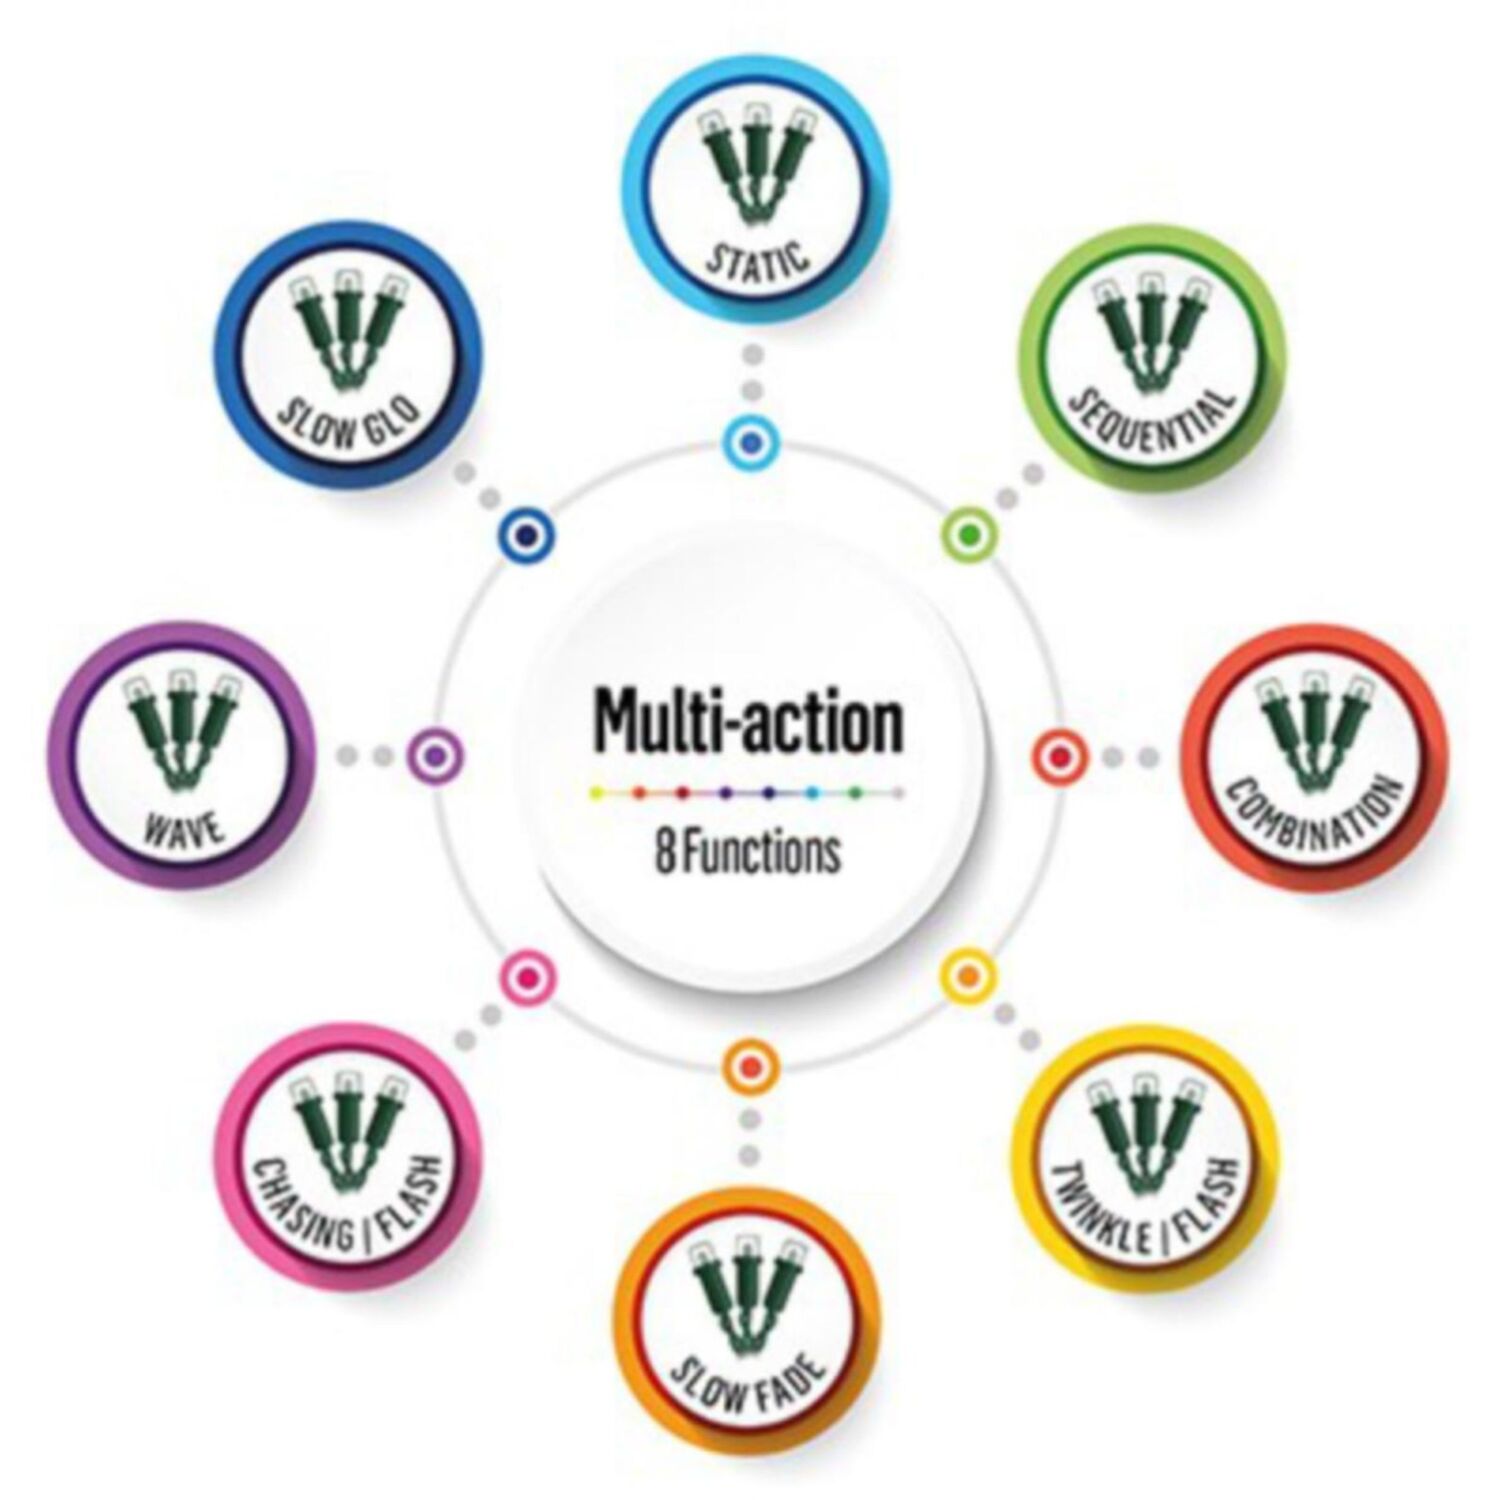 STATIC
SLOW GLO
SEQUENTIAL
WAVE
Multi-action
8 Functions
COMBINATION
CHASING / FLASH
TWINKLE / FLASH
SLOW FADE